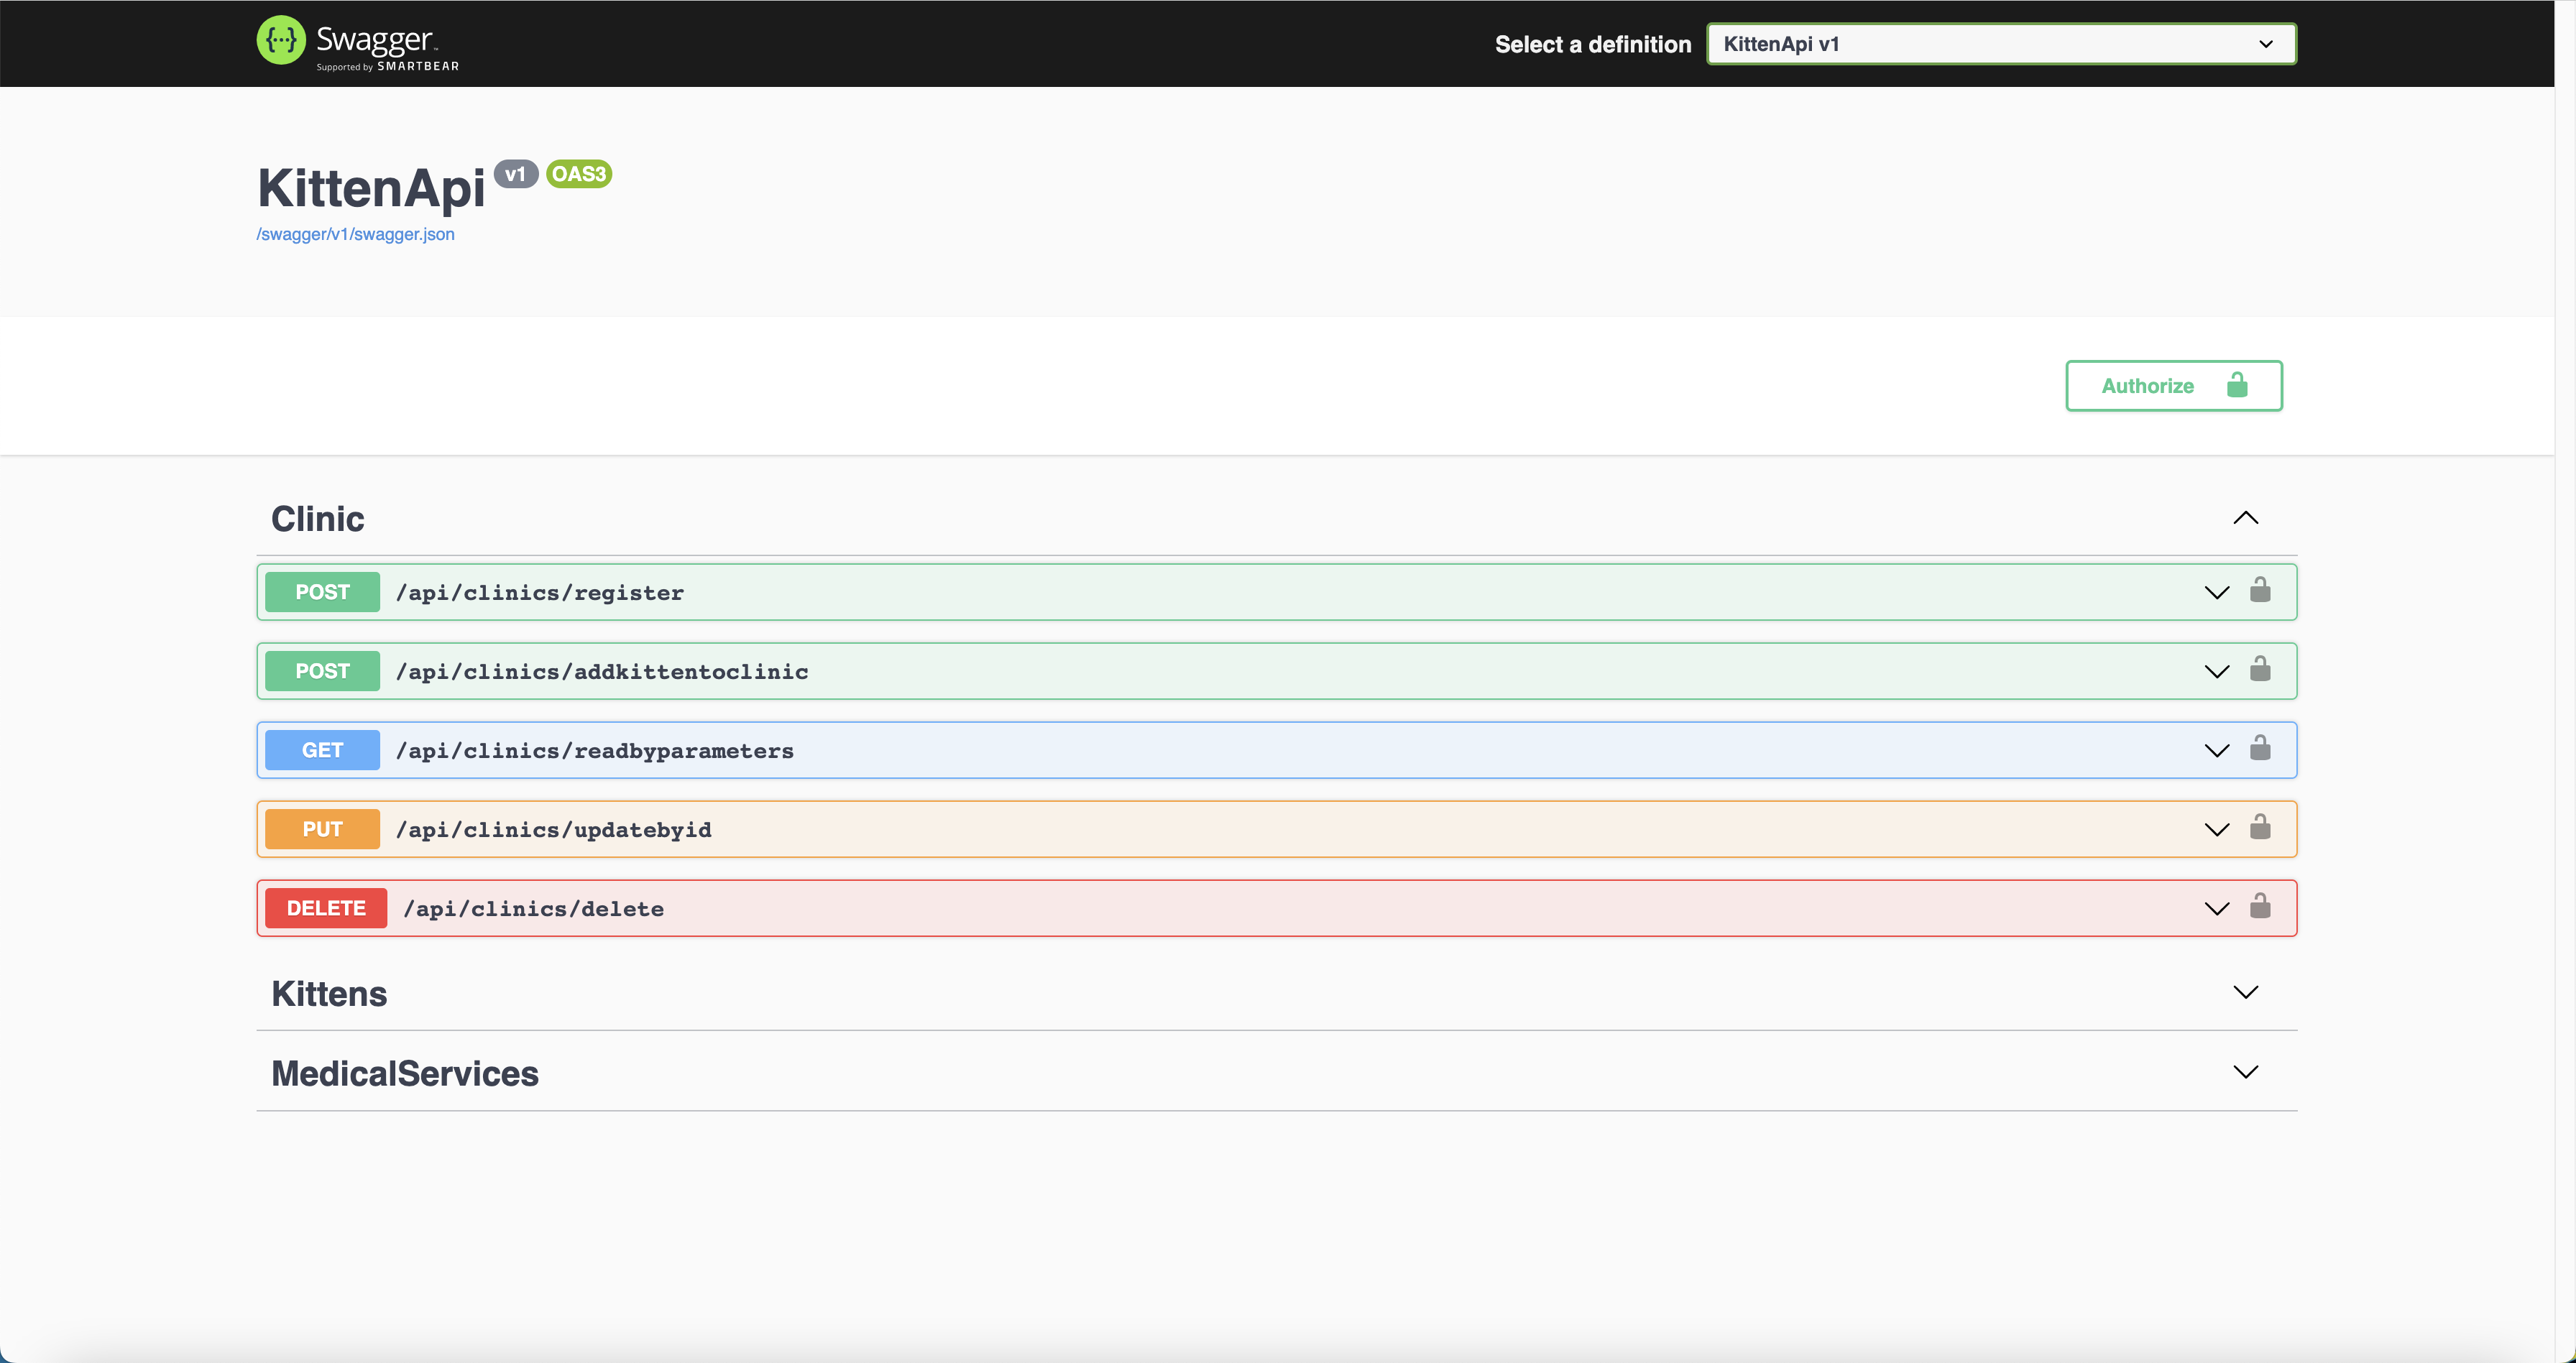 {···} Swagger™
Supported by SMARTBEAR
Select a definition
KittenApi v1
KittenApi v1 OAS3
/swagger/v1/swagger.json
Authorize
Clinic
POST /api/clinics/register
POST /api/clinics/addkittentoclinic
GET /api/clinics/readbyparameters
PUT /api/clinics/updatebyid
DELETE /api/clinics/delete
Kittens
MedicalServices